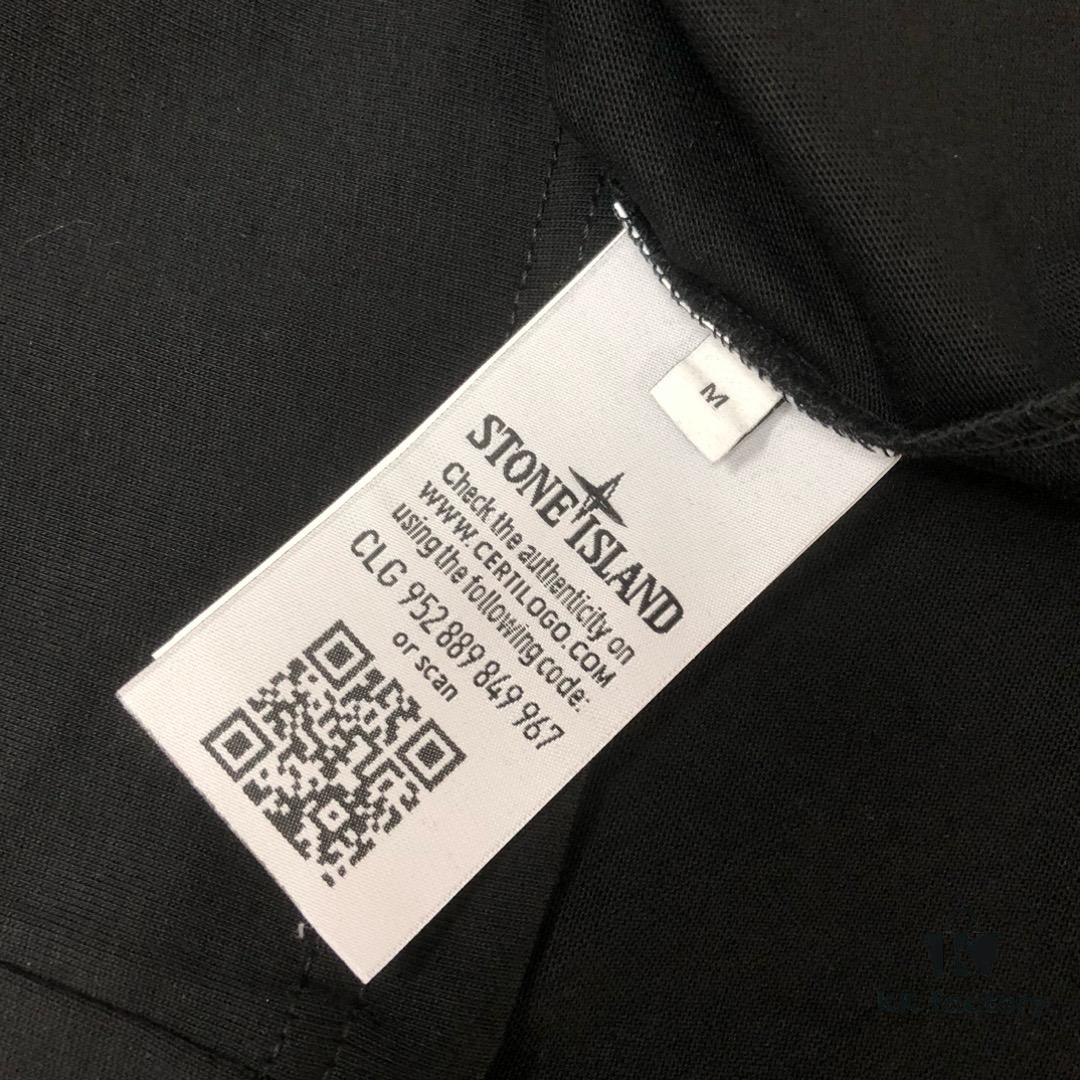 M
STONE ISLAND
Check the authenticity on
WWW.CERTILOGO.COM
using the following code:
CLG 952 889 849 967
or scan